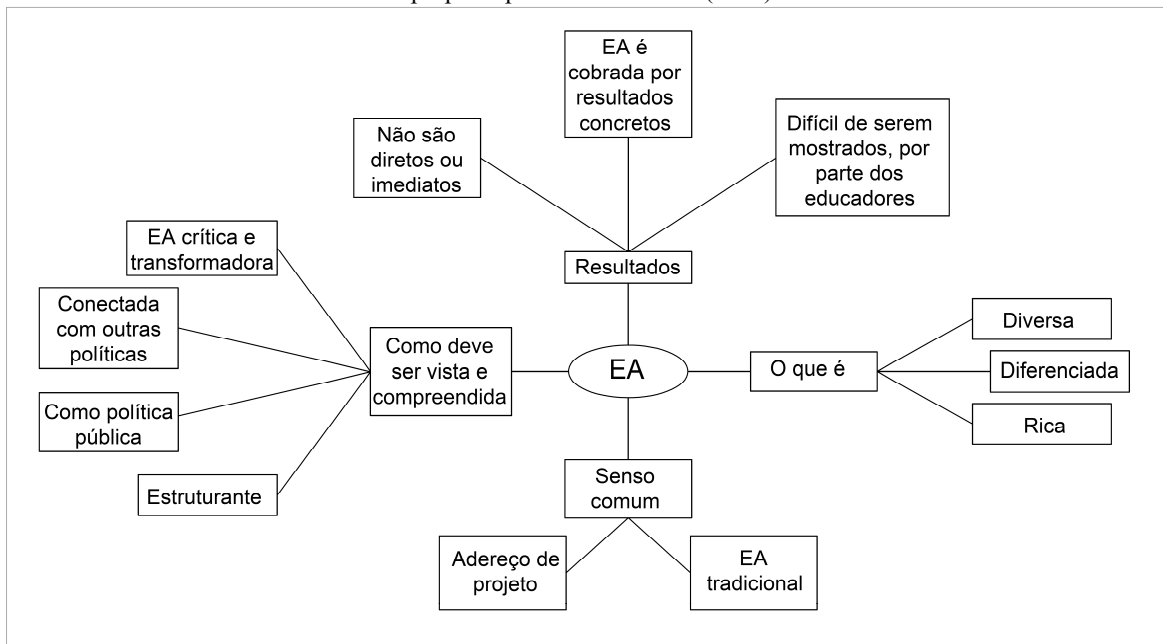 EA é
cobrada por
resultados
concretos
Não são
diretos ou
imediatos
Difícil de serem
mostrados, por
parte dos
educadores
EA crítica e
transformadora
Resultados
Conectada
com outras
políticas
Como deve
ser vista e
compreendida
EA
O que é
Diversa
Diferenciada
Rica
Como política
pública
Estruturante
Senso
comum
Adereço de
projeto
EA
tradicional